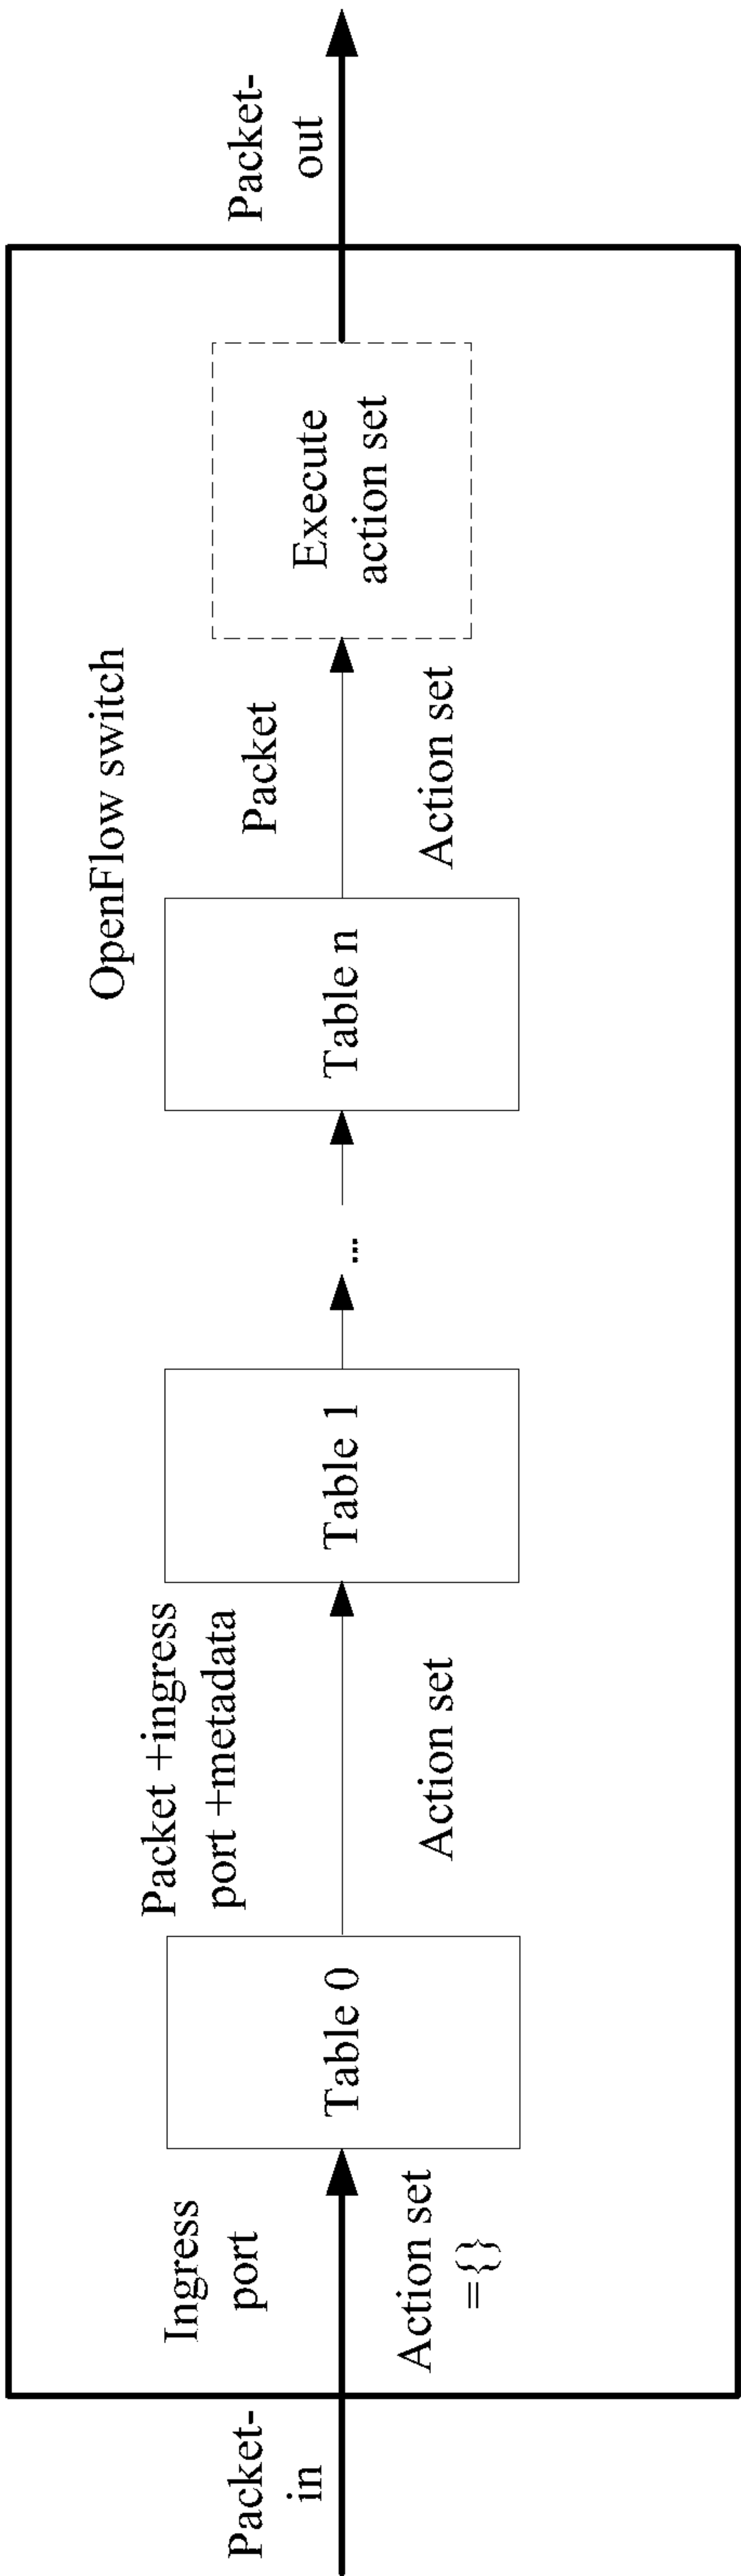 OpenFlow switch
Packet-
in
Ingress
port
Action set
={}
Table 0
Packet +ingress
port +metadata
Action set
Table 1
...
Table n
Packet
Action set
Execute
action set
Packet-
out